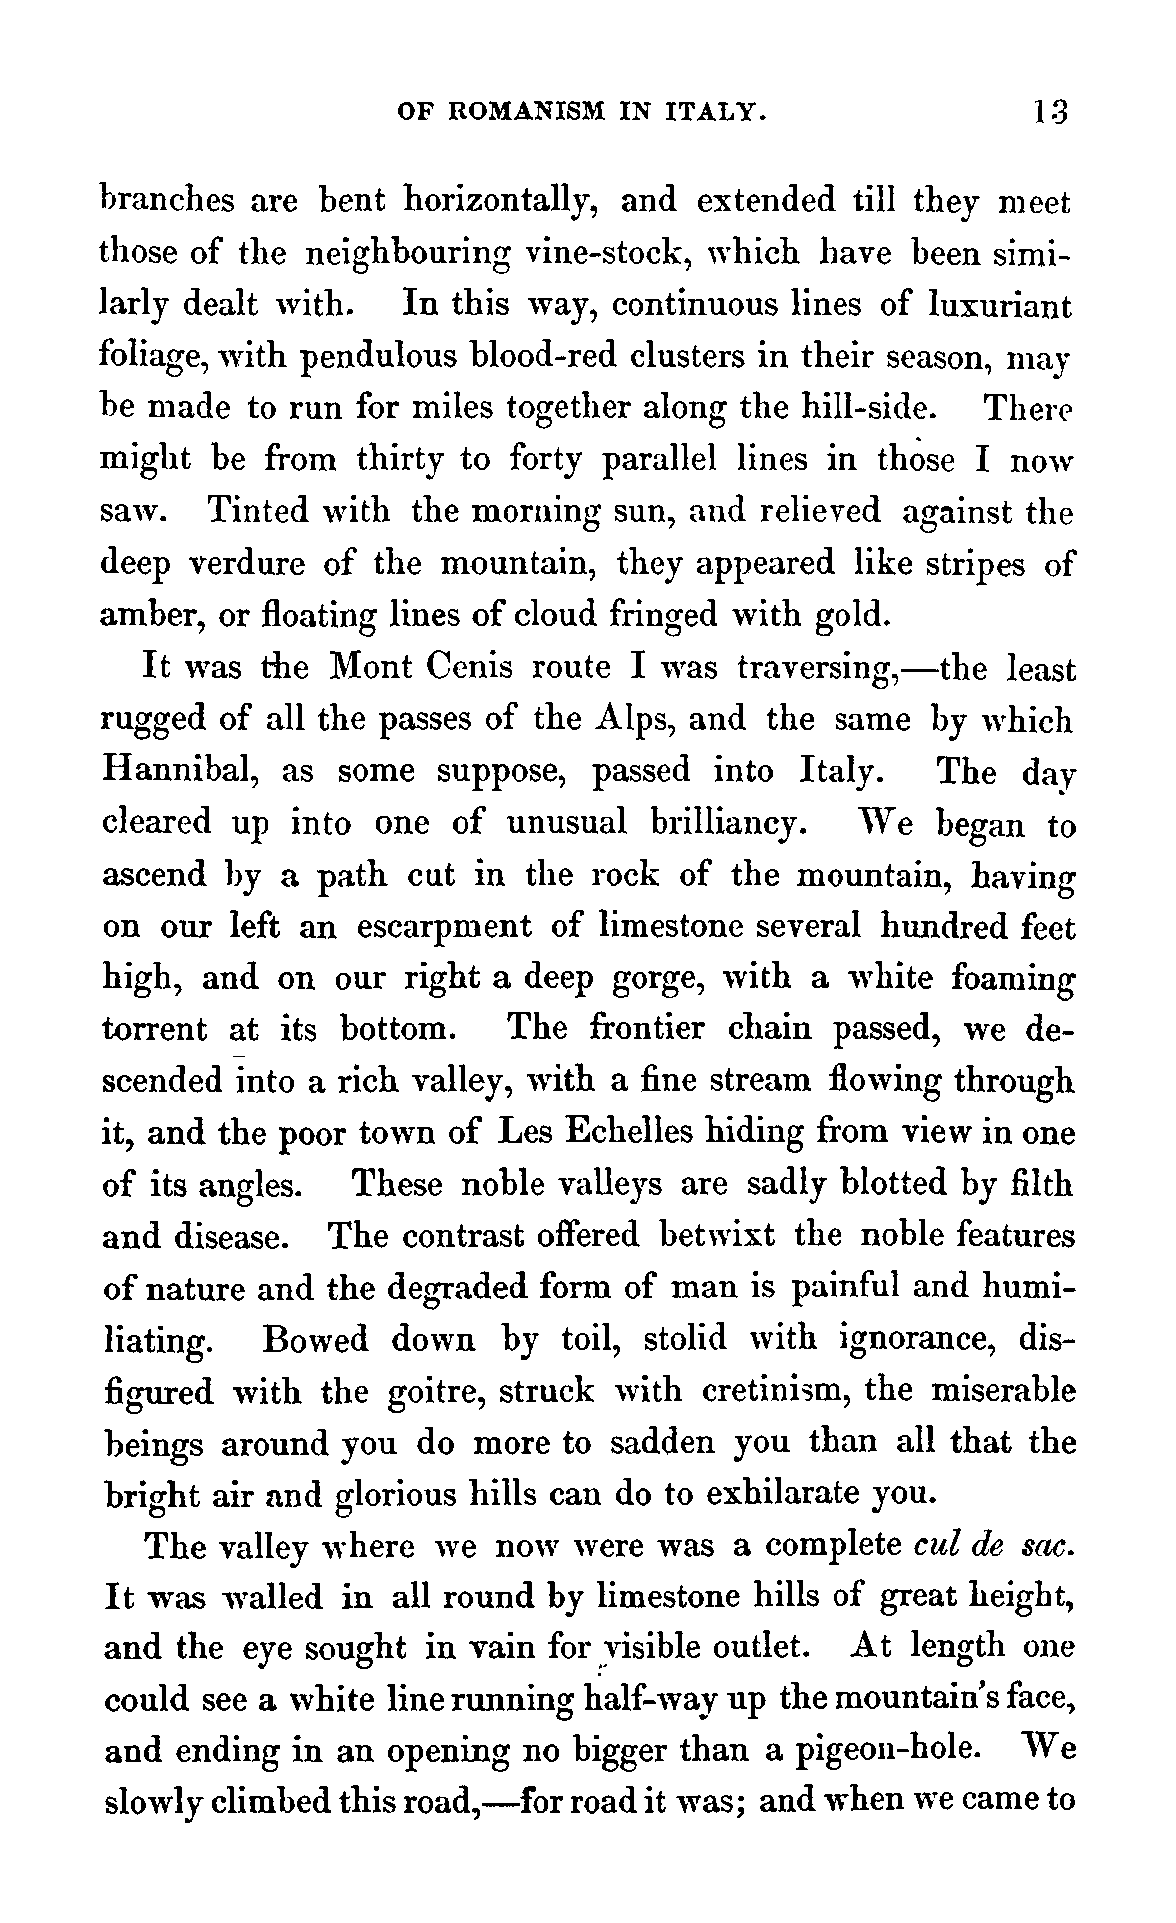 OF ROMANISM IN ITALY. 13
branches are bent horizontally, and extended till they meet
those of the neighbouring vine-stock, which have been simi-
larly dealt with. In this way, continuous lines of luxuriant
foliage, with pendulous blood-red clusters in their season, may
be made to run for miles together along the hill-side. There
might be from thirty to forty parallel lines in those I now
saw. Tinted with the morning sun, and relieved against the
deep verdure of the mountain, they appeared like stripes of
amber, or floating lines of cloud fringed with gold.
It was the Mont Cenis route I was traversing,—the least
rugged of all the passes of the Alps, and the same by which
Hannibal, as some suppose, passed into Italy. The day
cleared up into one of unusual brilliancy. We began to
ascend by a path cut in the rock of the mountain, having
on our left an escarpment of limestone several hundred feet
high, and on our right a deep gorge, with a white foaming
torrent at its bottom. The frontier chain passed, we de-
scended into a rich valley, with a fine stream flowing through
it, and the poor town of Les Echelles hiding from view in one
of its angles. These noble valleys are sadly blotted by filth
and disease. The contrast offered betwixt the noble features
of nature and the degraded form of man is painful and humi-
liating. Bowed down by toil, stolid with ignorance, dis-
figured with the goitre, struck with cretinism, the miserable
beings around you do more to sadden you than all that the
bright air and glorious hills can do to exhilarate you.
The valley where we now were was a complete cul de sac.
It was walled in all round by limestone hills of great height,
and the eye sought in vain for visible outlet. At length one
could see a white line running half-way up the mountain's face,
and ending in an opening no bigger than a pigeon-hole. We
slowly climbed this road,—for road it was; and when we came to